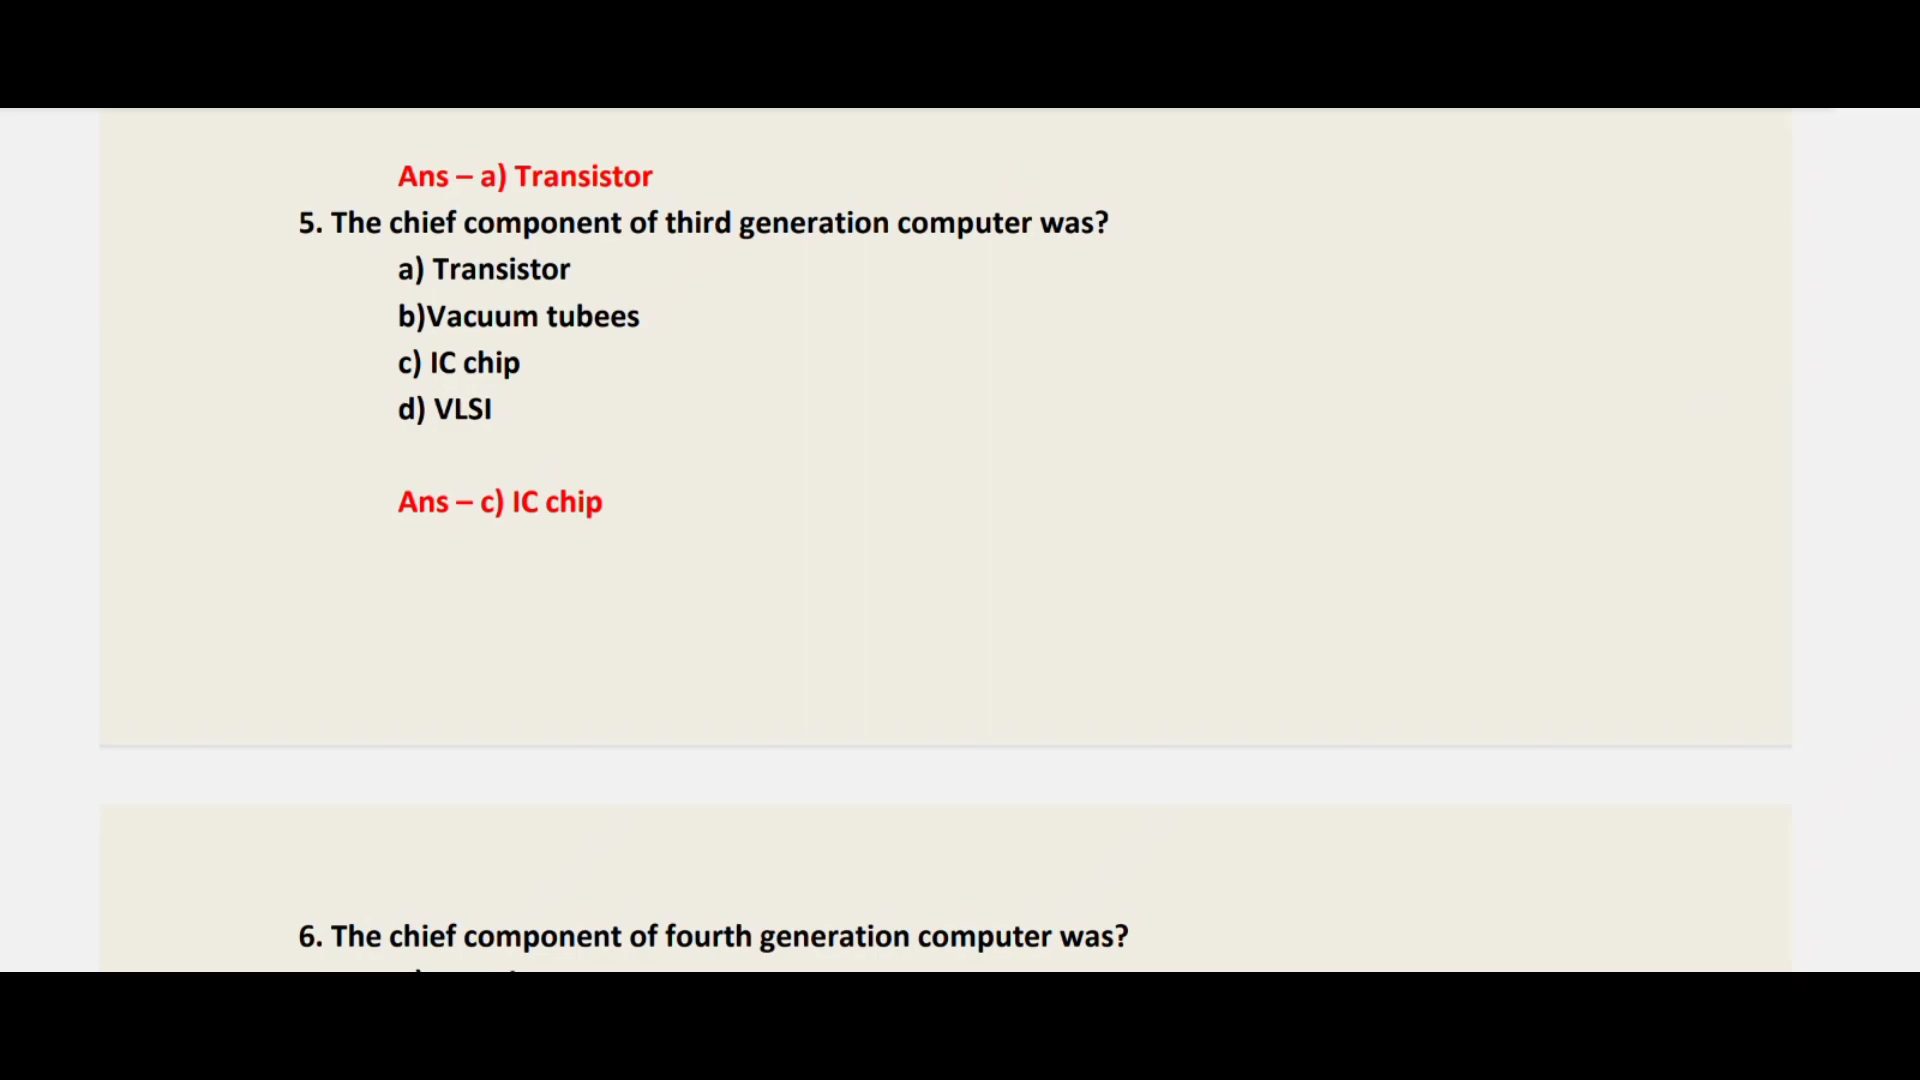 Ans – a) Transistor
5. The chief component of third generation computer was?
a) Transistor
b)Vacuum tubees
c) IC chip
d) VLSI
Ans – c) IC chip
6. The chief component of fourth generation computer was?